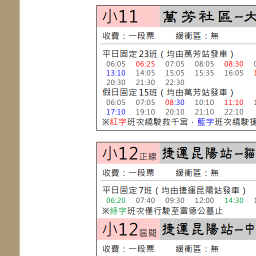 小11 萬芳社區－大
收費：一段票 緩衝區：無
平日固定23班（均由萬芳站發車）
06:05 06:25 07:05 08:05 08:30
13:10 14:05 15:05 15:35 16:05
20:30 21:30 22:30
假日固定15班（均由萬芳站發車）
06:05 07:05 08:30 10:10 11:10
17:10 19:10 20:10 21:10 22:10
※紅字班次繞駛救千宮、藍字班次繞駛捷
小12正線 捷運昆陽站－貓
收費：一段票 緩衝區：無
平日固定7班（均由捷運昆陽站發車）
06:20 07:40 09:30 12:00 14:30
※綠字班次僅行駛至富德公墓止
小12區間 捷運昆陽站－中
收費：一段票 緩衝區：無